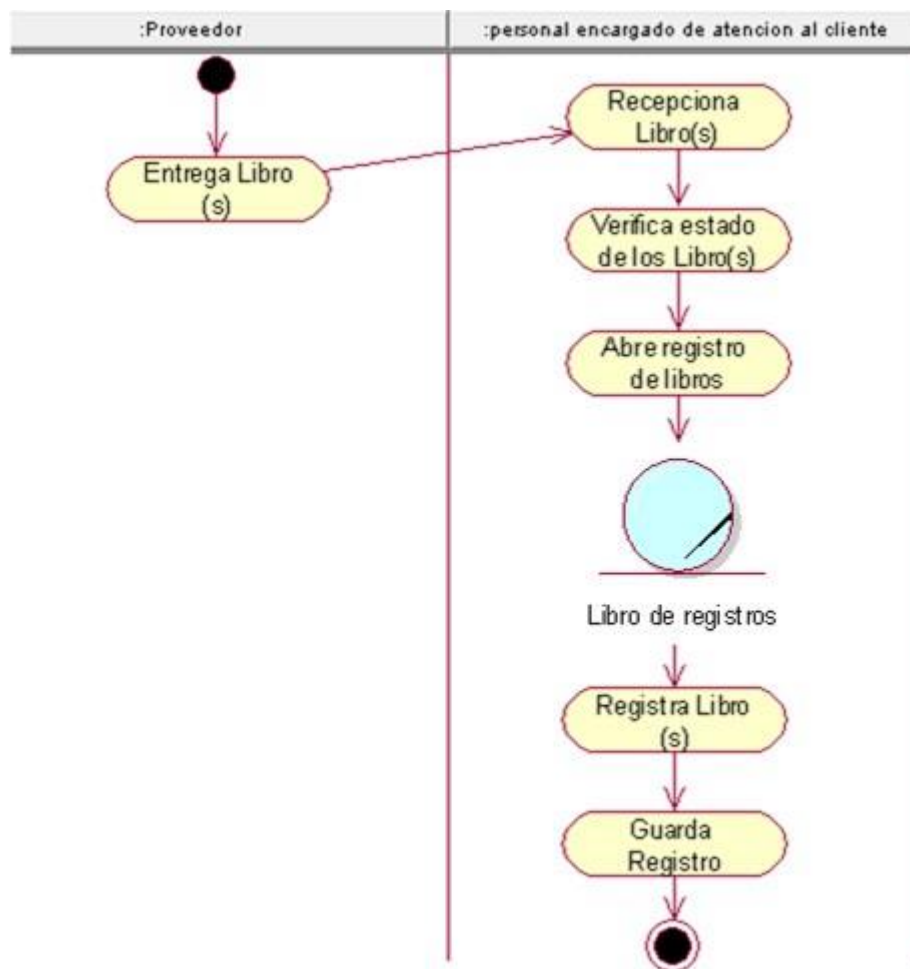 :Proveedor
:personal encargado de atencion al cliente
Entrega Libro
(s)
Recepciona
Libro(s)
Verifica estado
de los Libro(s)
Abre registro
de libros
Libro de registros
Registra Libro
(s)
Guarda
Registro